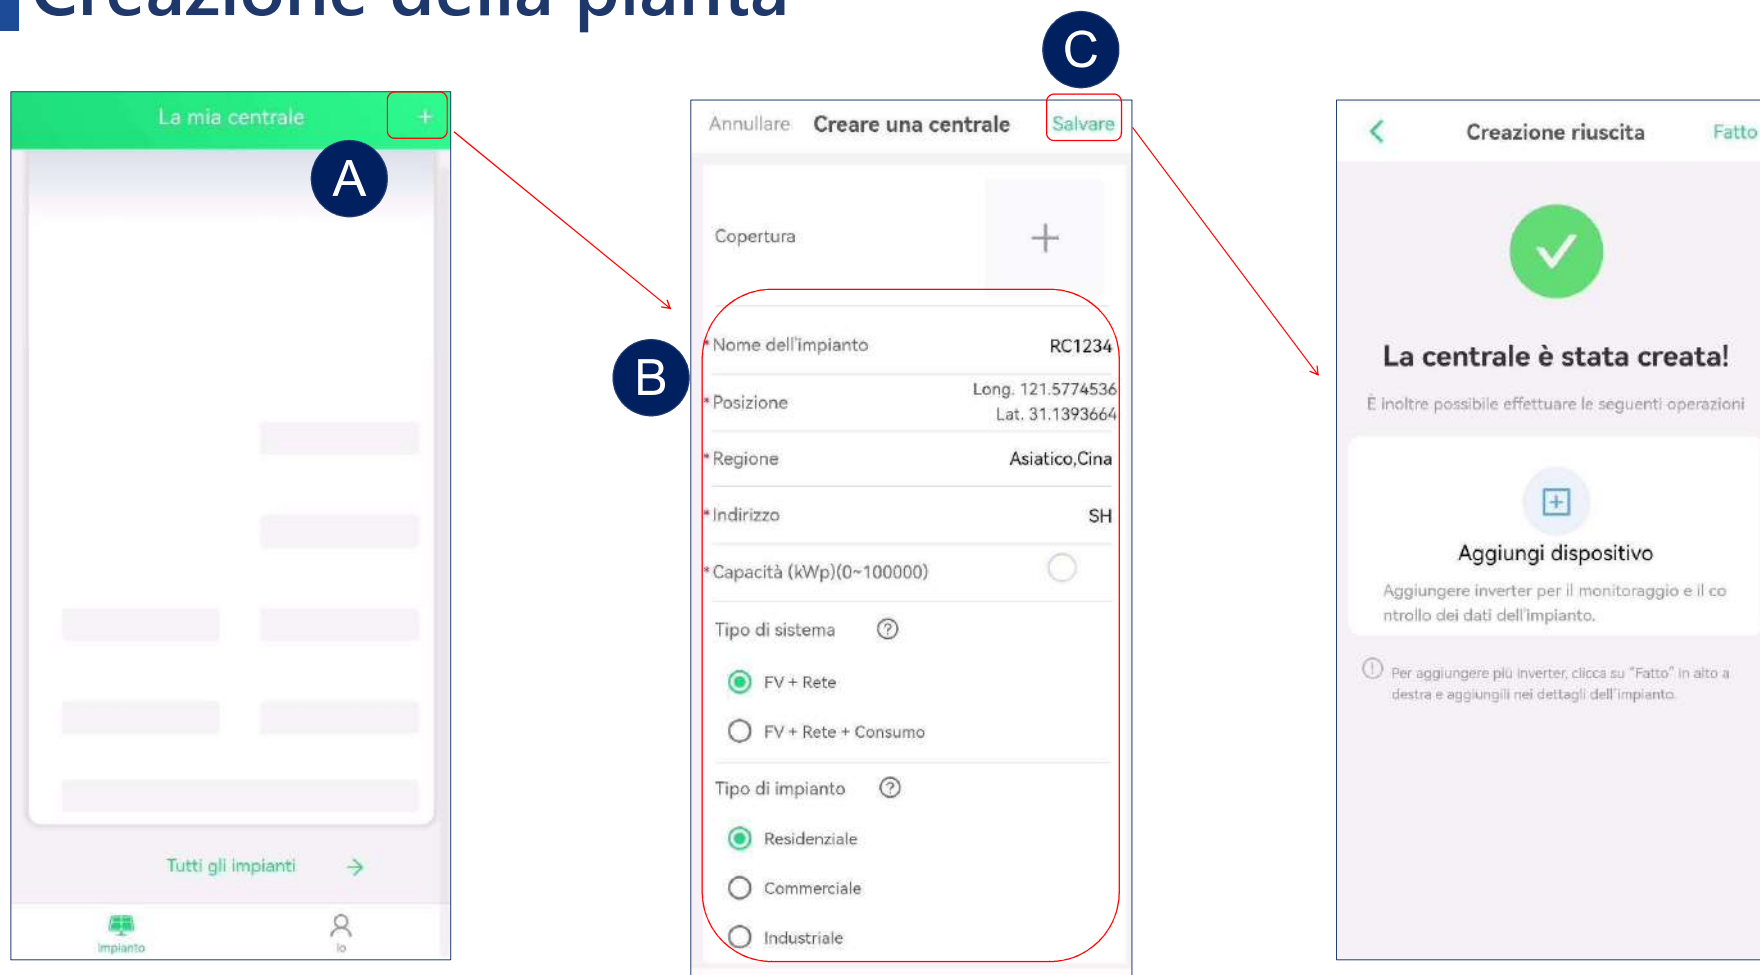 Creazione della pianta
La mia centrale +
A
Tutti gli impianti
Impianto
Io
C
Annullare Creare una centrale Salvare
Copertura
B
*Nome dell'impianto RC1234
*Posizione Long. 121.5774536
Lat. 31.1393664
*Regione Asiatico,Cina
*Indirizzo SH
*Capacità (kWp)(0~100000)
Tipo di sistema ?
FV + Rete
FV + Rete + Consumo
Tipo di impianto ?
Residenziale
Commerciale
Industriale
Creazione riuscita Fatto
La centrale è stata creata!
È inoltre possibile effettuare le seguenti operazioni
Aggiungi dispositivo
Aggiungere inverter per il monitoraggio e il co
ntrollo dei dati dell'impianto.
Per aggiungere più inverter, clicca su "Fatto" in alto a
destra e aggiungili nei dettagli dell'impianto.